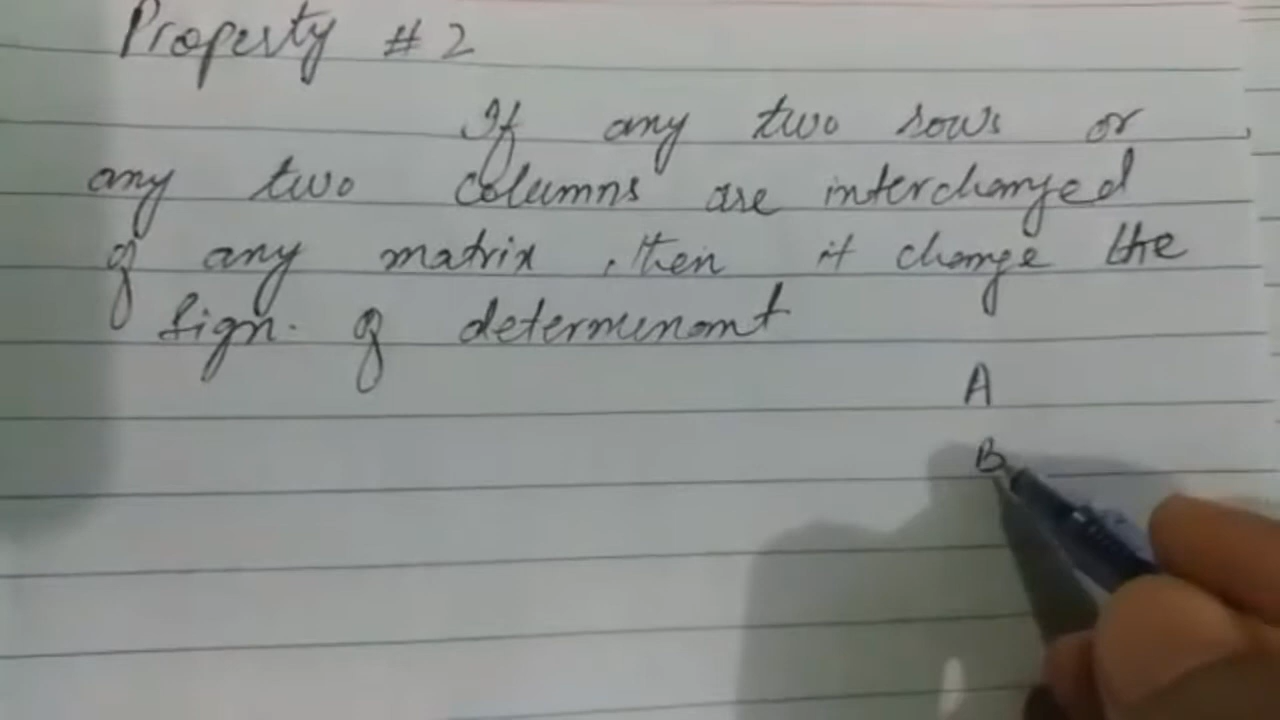 Property # 2
If any two rows or
any two columns are interchanged
of any matrix, then it change the
sign. of determinant
A
B